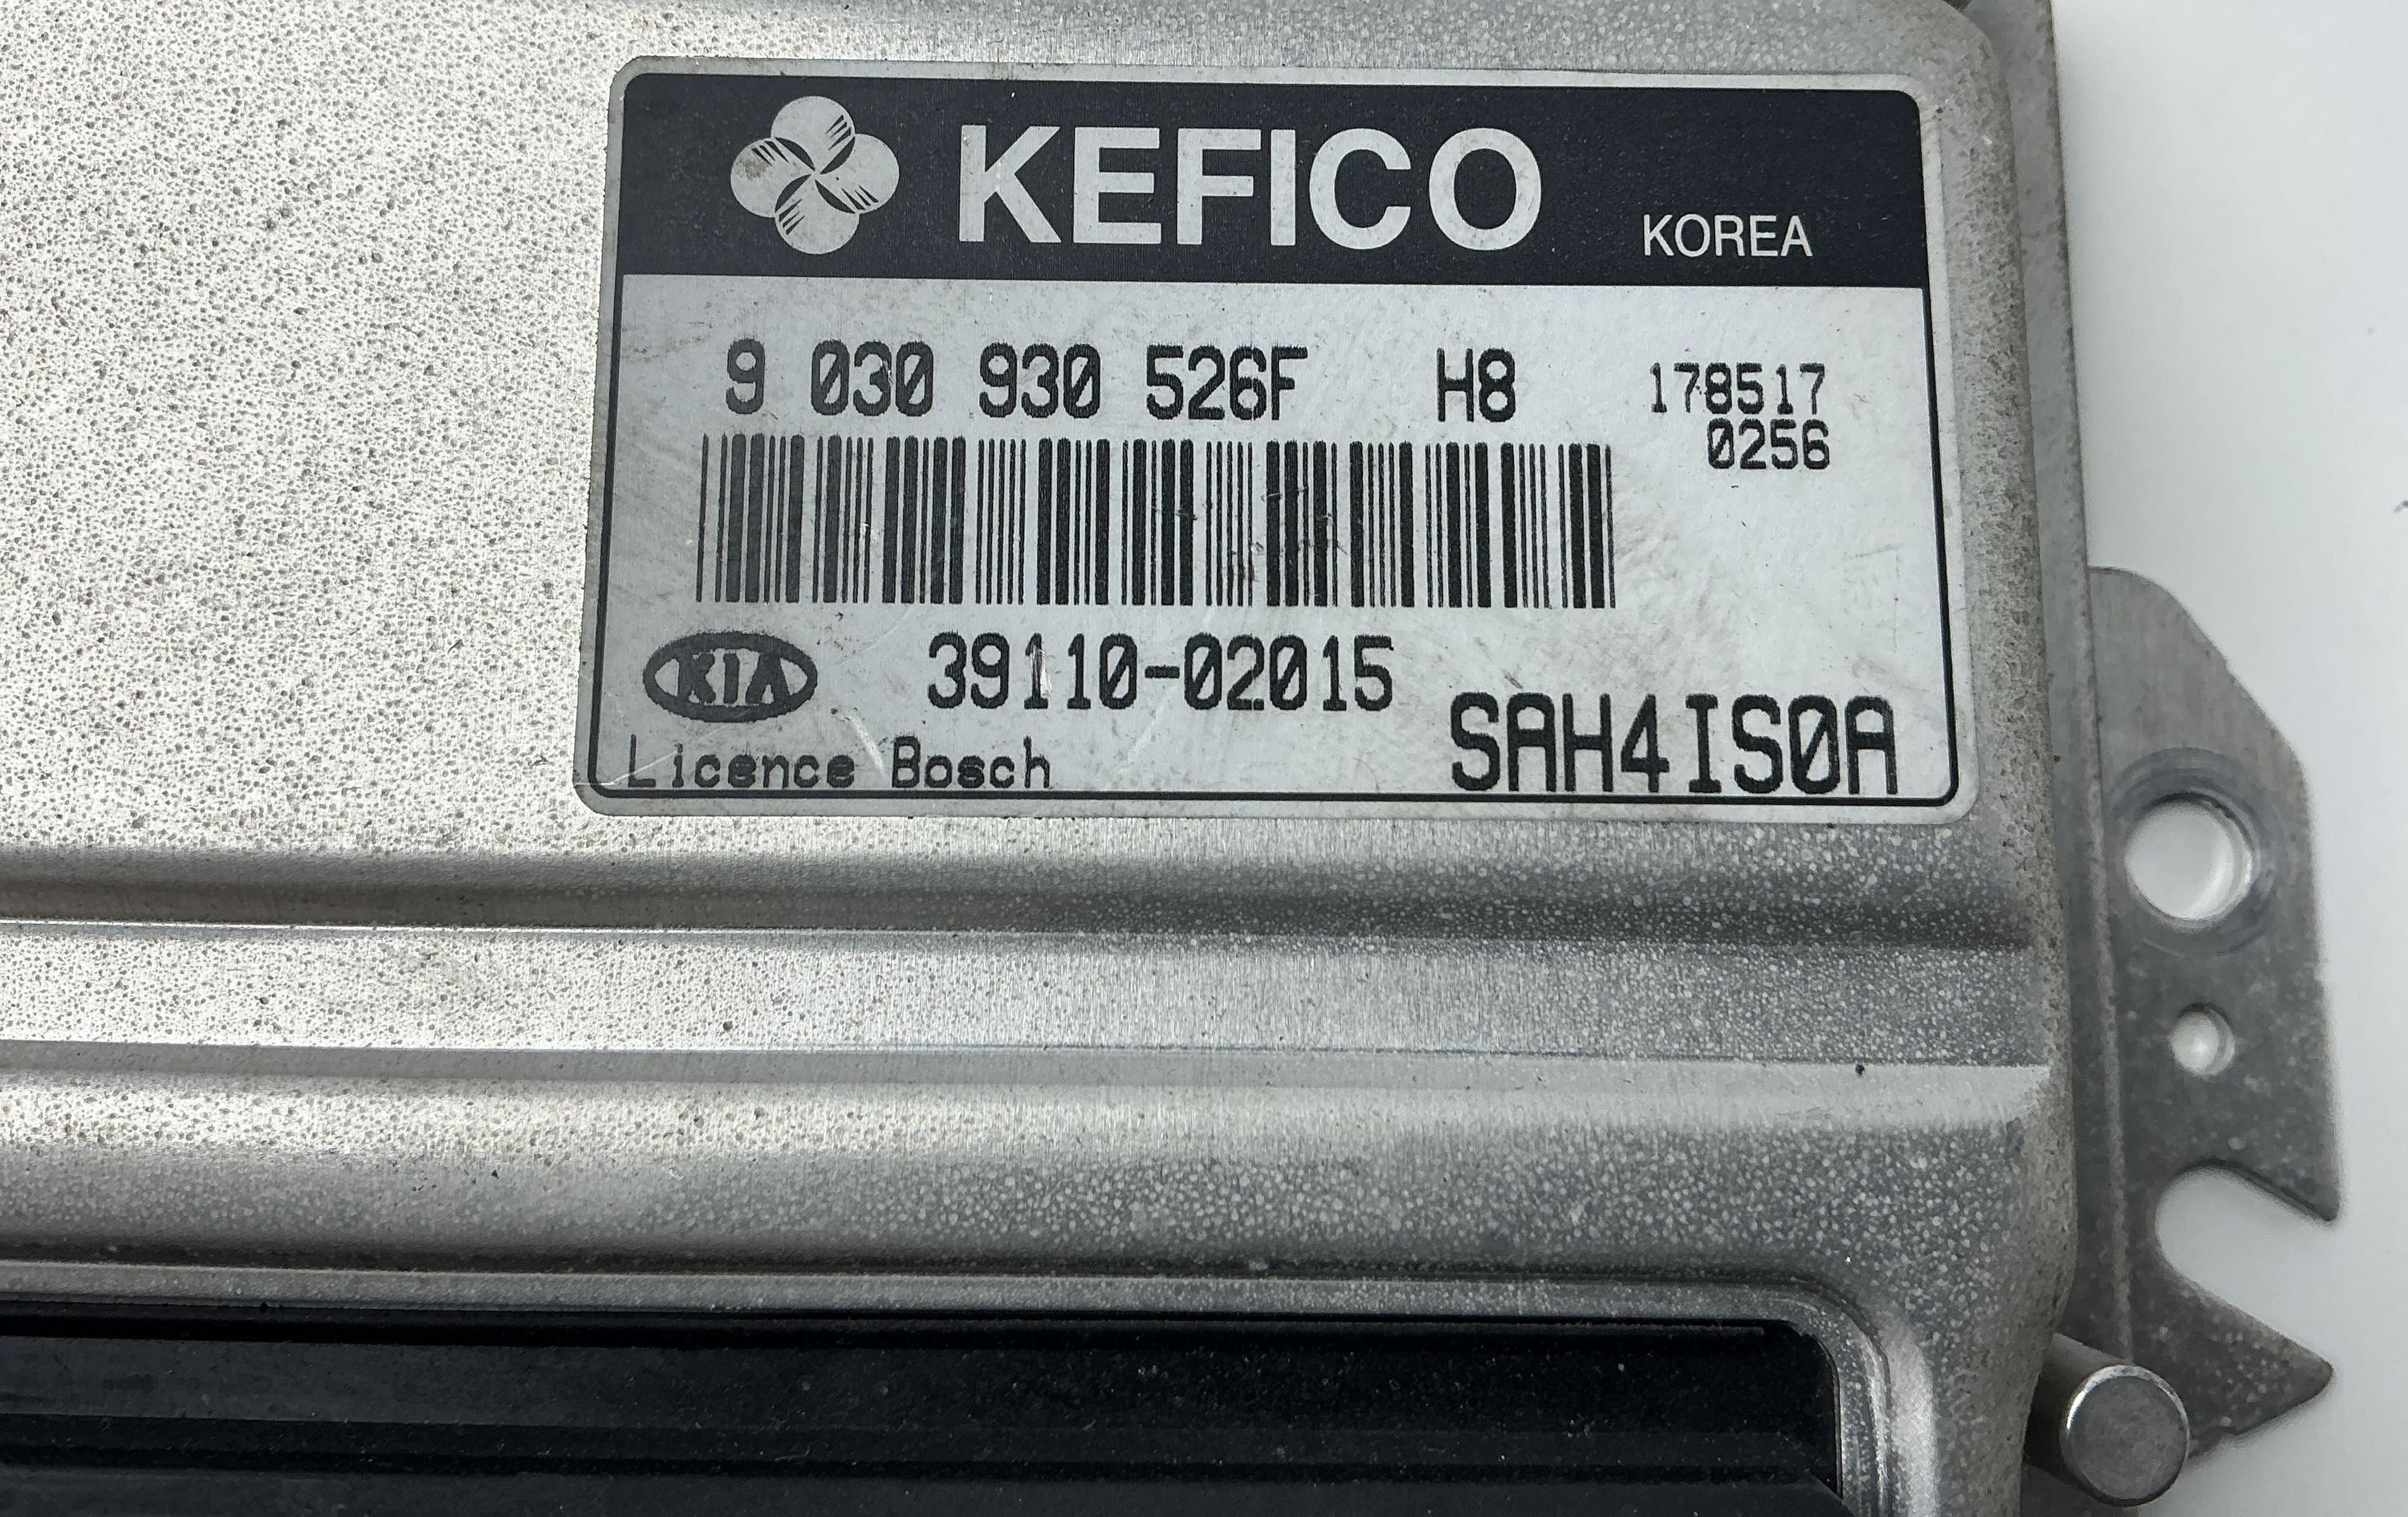 KEFICO KOREA
9 030 930 526F H8 178517
0256
KIA 39110-02015
Licence Bosch SAH4IS0A